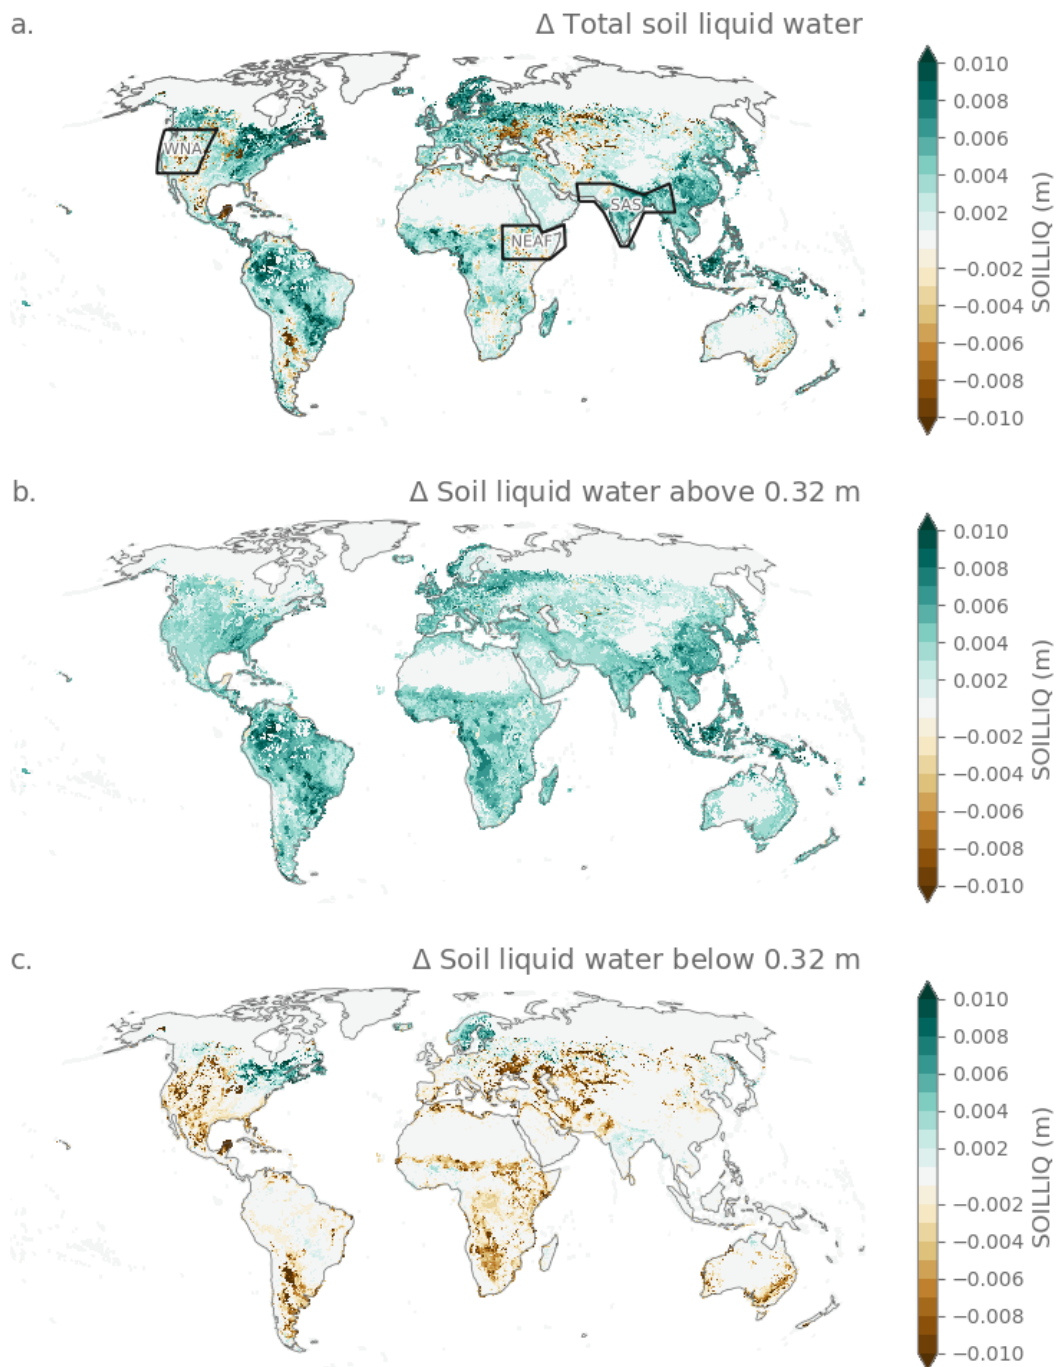 a.
Δ Total soil liquid water
WNA
SAS
NEAF
0.010
0.008
0.006
0.004
0.002
−0.002
−0.004
−0.006
−0.008
−0.010
SOILLIQ (m)
b.
Δ Soil liquid water above 0.32 m
0.010
0.008
0.006
0.004
0.002
−0.002
−0.004
−0.006
−0.008
−0.010
SOILLIQ (m)
c.
Δ Soil liquid water below 0.32 m
0.010
0.008
0.006
0.004
0.002
−0.002
−0.004
−0.006
−0.008
−0.010
SOILLIQ (m)